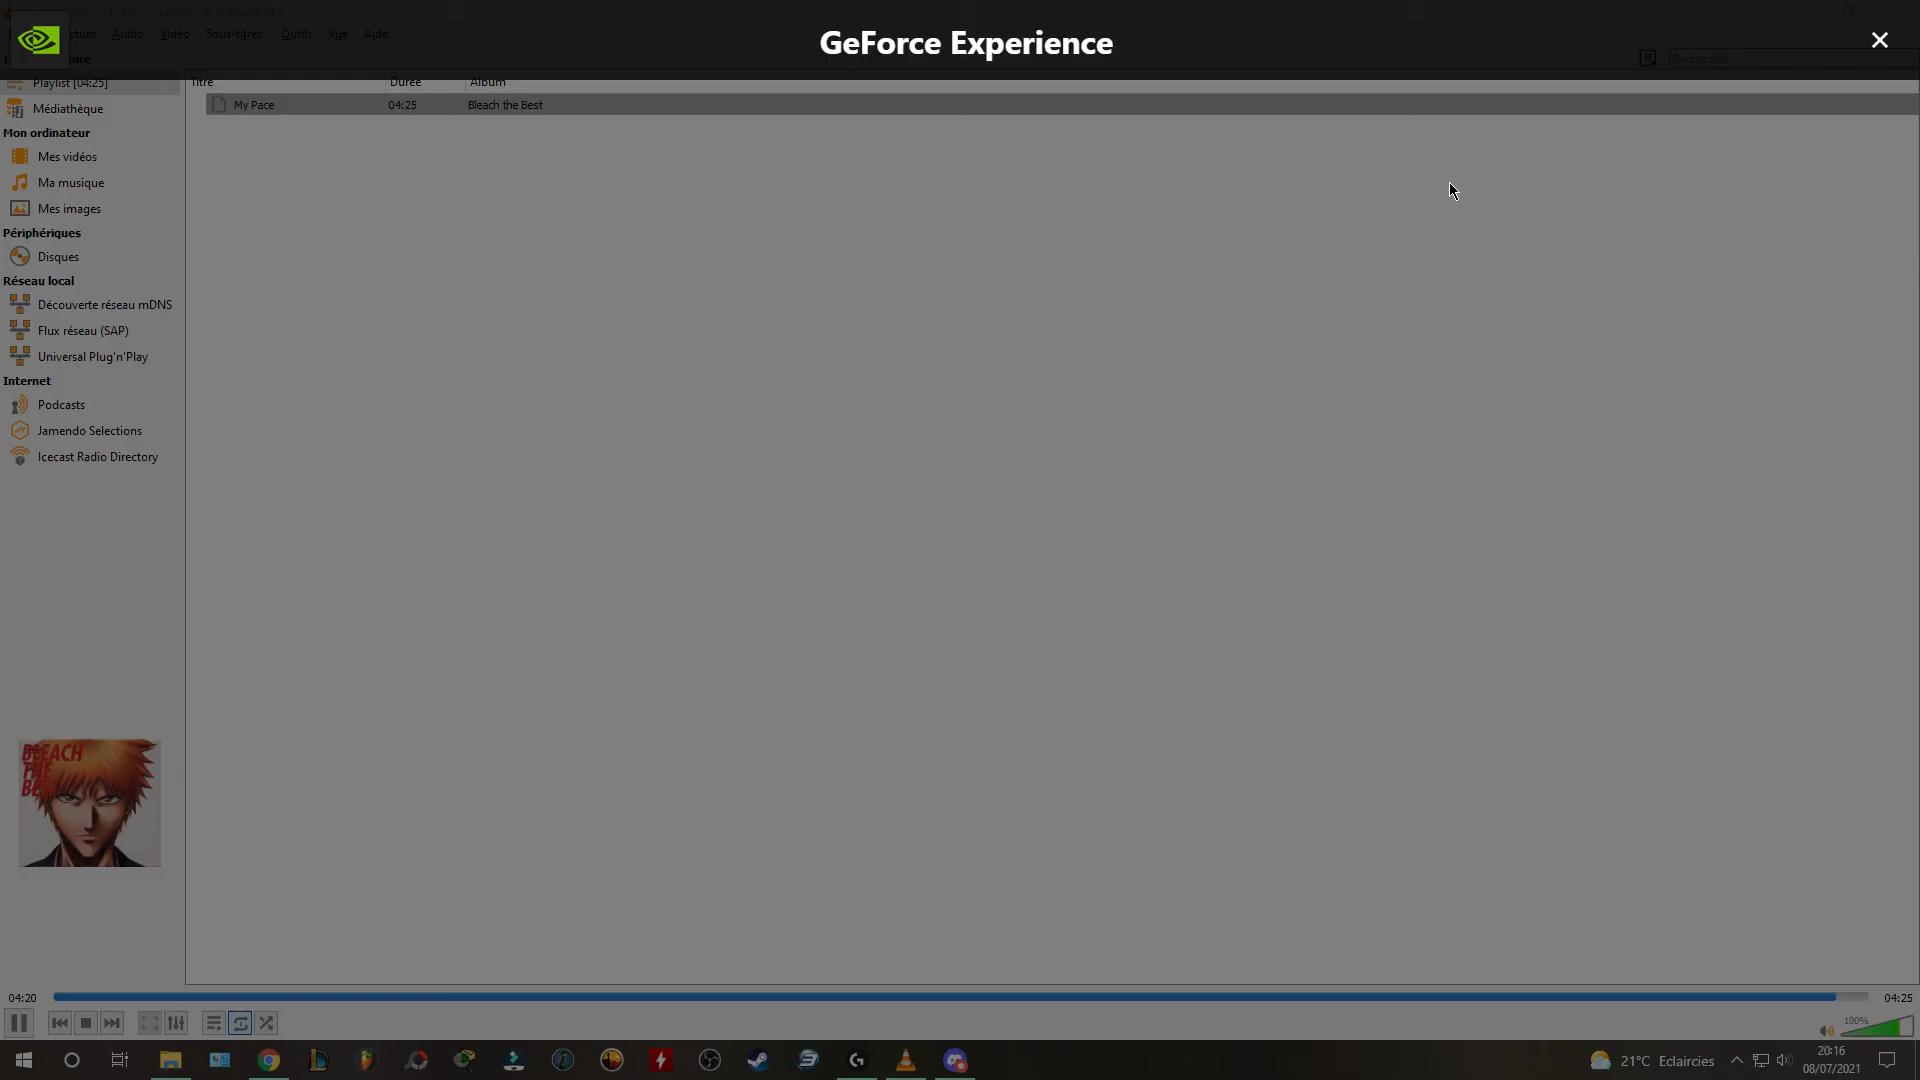 GeForce Experience
Audio Vidéo Sous-titres Outils Vue Aide
Rechercher
Titre Durée Album
Playlist [04:25]
My Pace 04:25 Bleach the Best
Médiathèque
Mon ordinateur
Mes vidéos
Ma musique
Mes images
Périphériques
Disques
Réseau local
Découverte réseau mDNS
Flux réseau (SAP)
Universal Plug'n'Play
Internet
Podcasts
Jamendo Selections
Icecast Radio Directory
BLEACH
THE
BEST
04:20 04:25
100%
21°C Eclaircies
20:16
08/07/2021